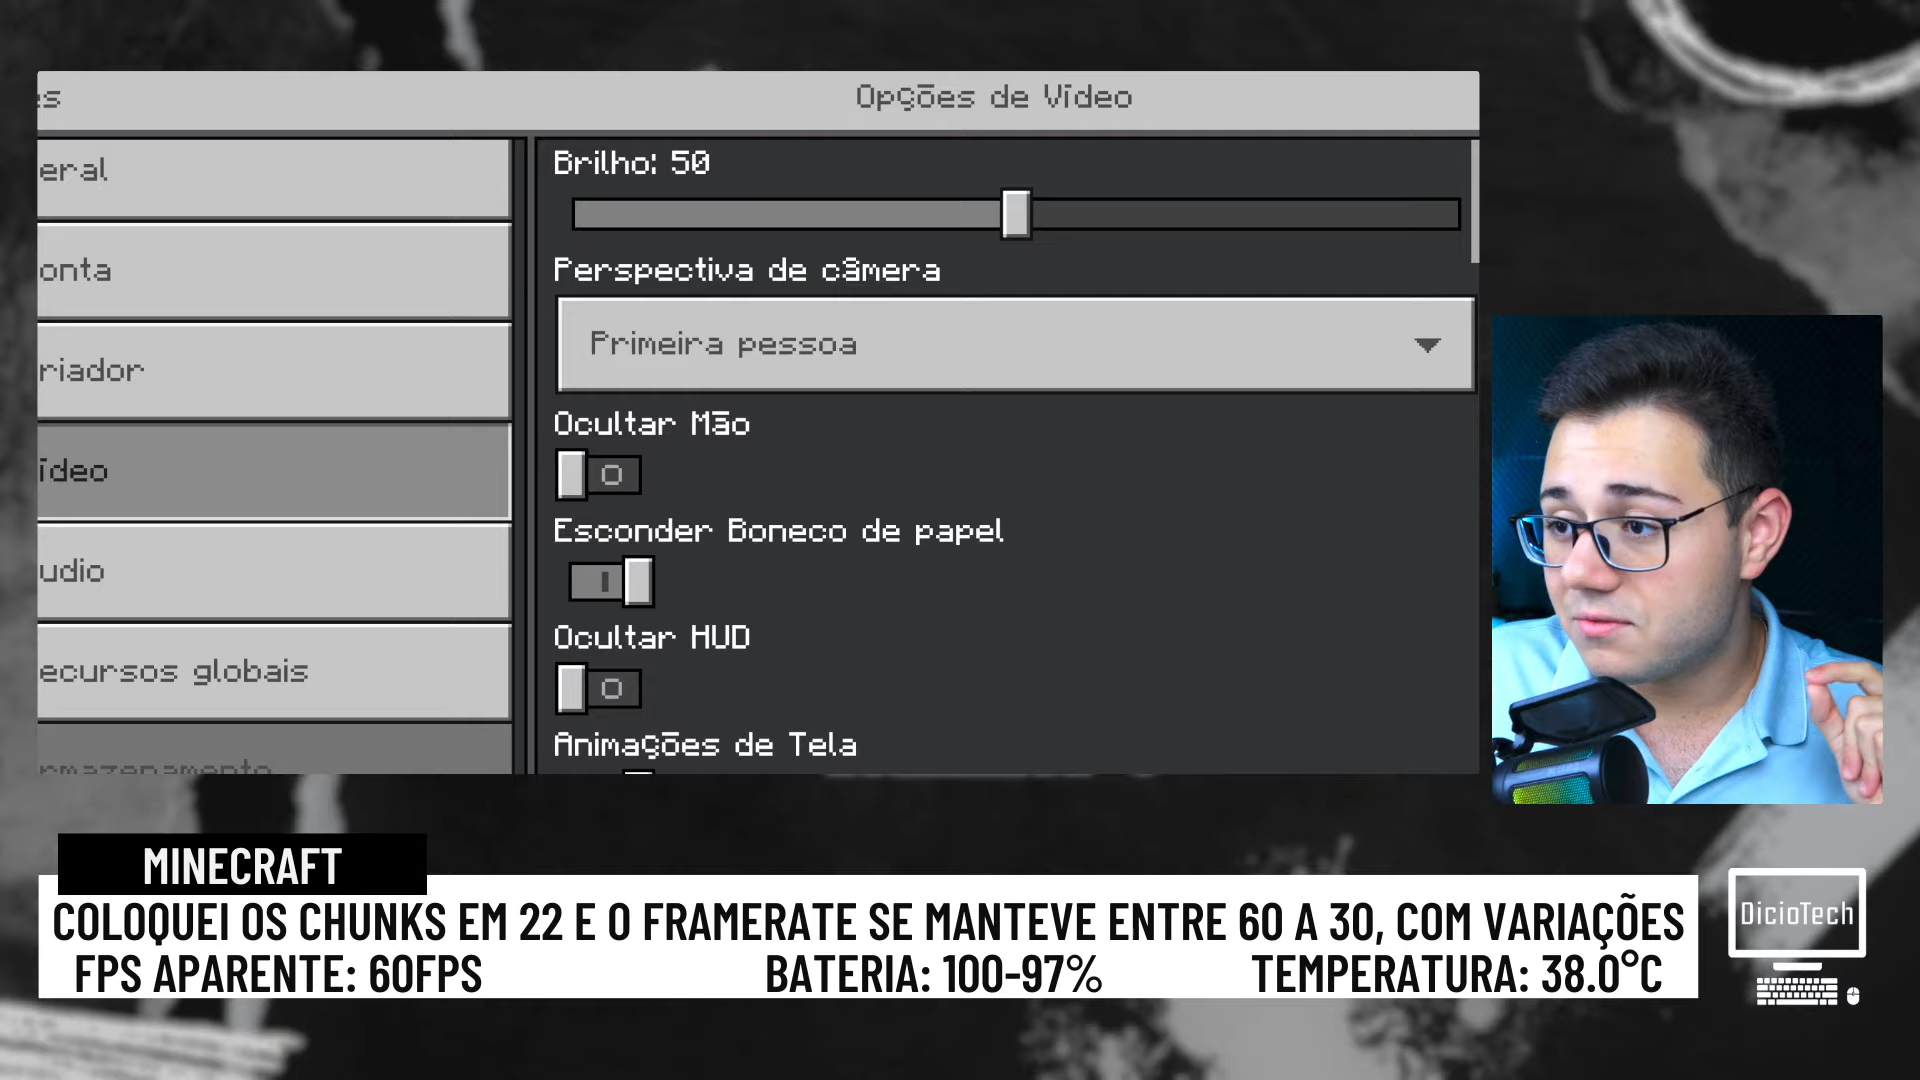 es
Opções de Vídeo
eral
onta
riador
ídeo
udio
ecursos globais
rmazenamento
Brilho: 50
Perspectiva de câmera
Primeira pessoa
Ocultar Mão
Esconder Boneco de papel
Ocultar HUD
Animações de Tela
MINECRAFT
COLOQUEI OS CHUNKS EM 22 E O FRAMERATE SE MANTEVE ENTRE 60 A 30, COM VARIAÇÕES
FPS APARENTE: 60FPS BATERIA: 100-97% TEMPERATURA: 38.0°C
DicioTech